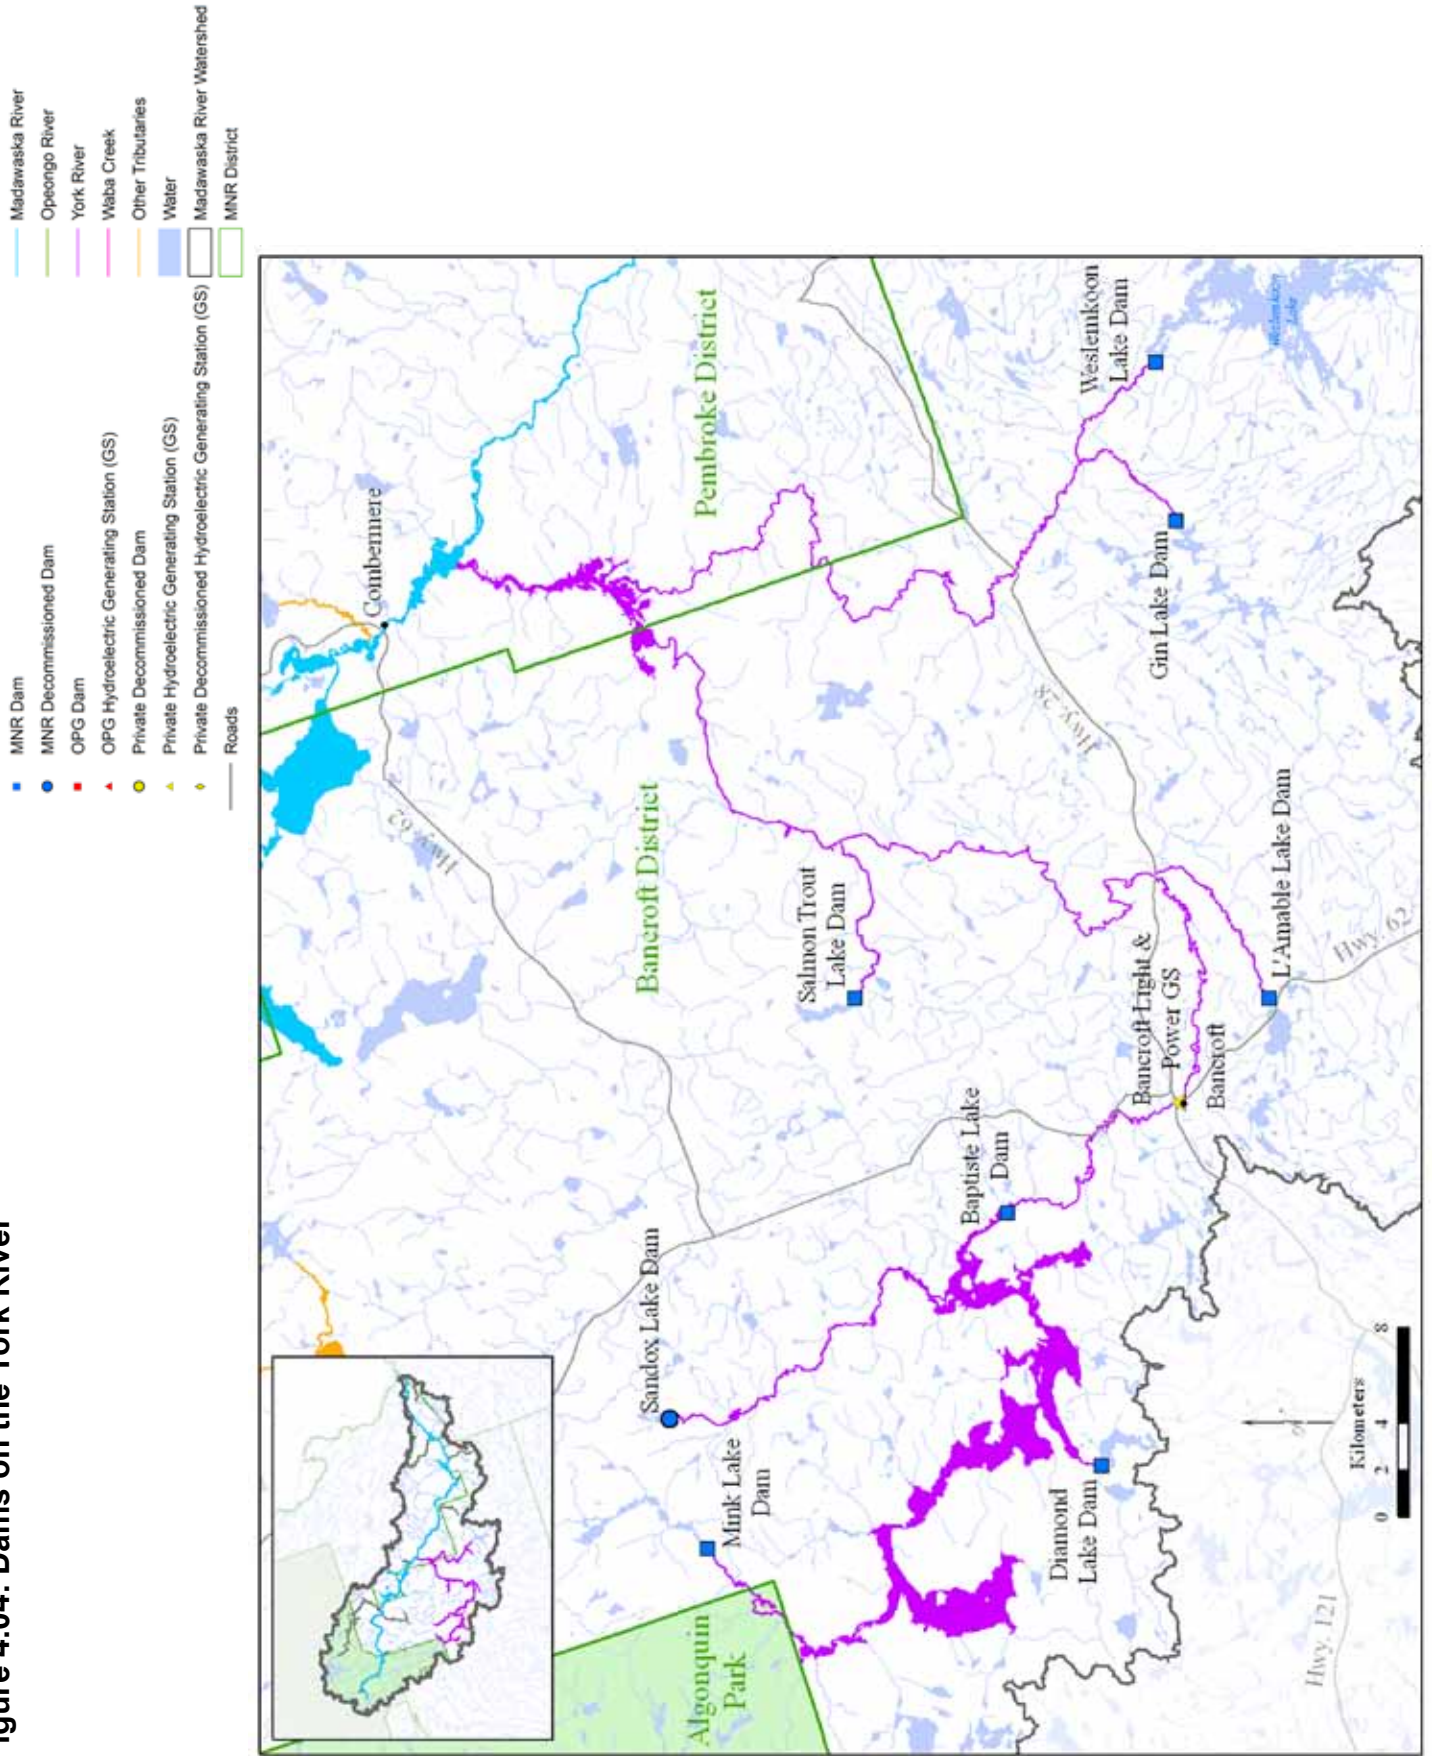 igure 4.04: Dams on the York River
MNR Dam
MNR Decommissioned Dam
OPG Dam
OPG Hydroelectric Generating Station (GS)
Private Decommissioned Dam
Private Hydroelectric Generating Station (GS)
Private Decommissioned Hydroelectric Generating Station (GS)
Roads
Madawaska River
Opeongo River
York River
Waba Creek
Other Tributaries
Water
Madawaska River Watershed
MNR District
Combermere
Hwy. 62
Pembroke District
Bancroft District
Sandox Lake Dam
Mink Lake
Dam
Algonquin
Park
Salmon Trout
Lake Dam
Baptiste Lake
Dam
Hwy. 28
Weslemkoon
Lake Dam
Gin Lake Dam
Weslemkoon
Lake
Diamond
Lake Dam
Bancroft Light &
Power GS
Bancroft
L'Amable Lake Dam
Hwy. 62
Hwy. 121
Kilometers
0 2 4 8